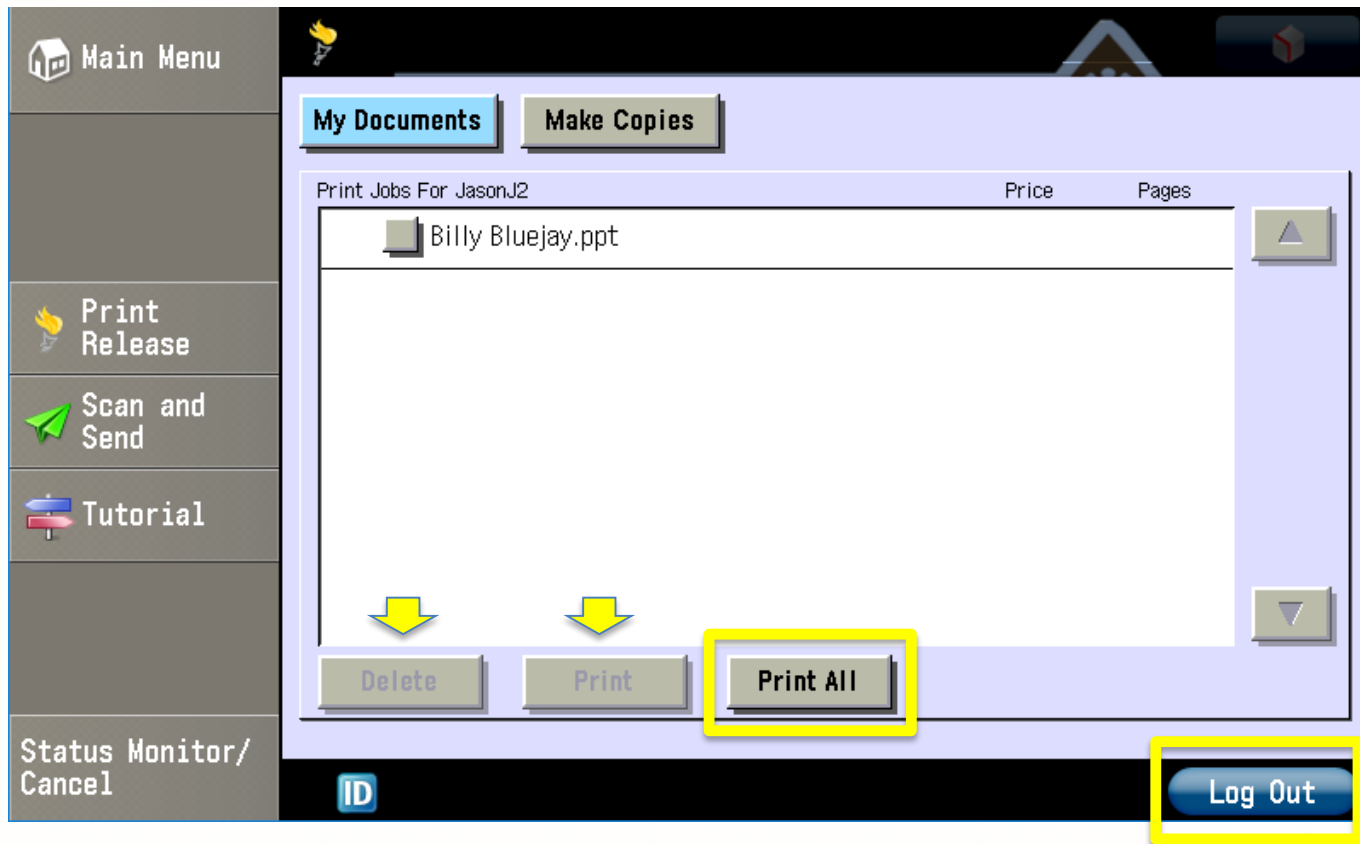 Main Menu
My Documents
Make Copies
Print Jobs For JasonJ2
Price
Pages
Billy Bluejay.ppt
Print
Release
Scan and
Send
Tutorial
Delete
Print
Print All
Status Monitor/
Cancel
ID
Log Out